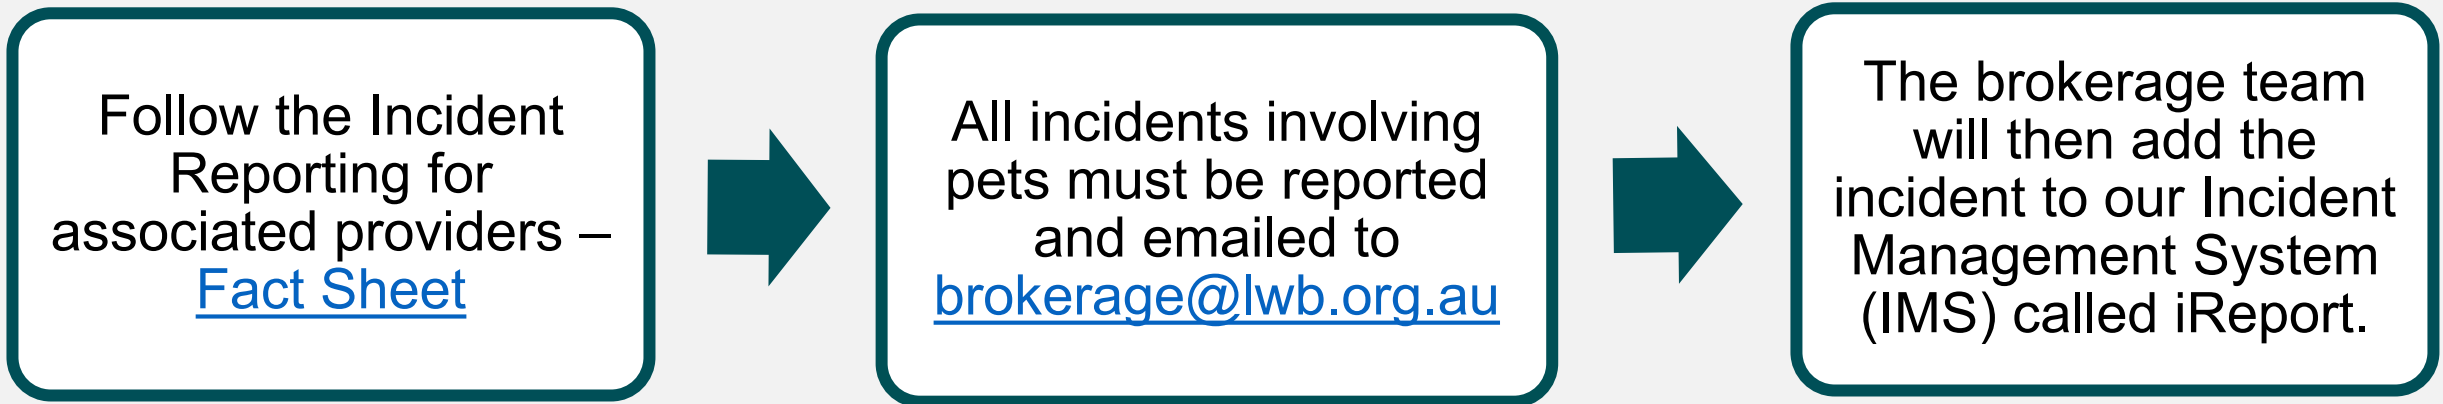 Follow the Incident
Reporting for
associated providers –
Fact Sheet
All incidents involving
pets must be reported
and emailed to
brokerage@lwb.org.au
The brokerage team
will then add the
incident to our Incident
Management System
(IMS) called iReport.